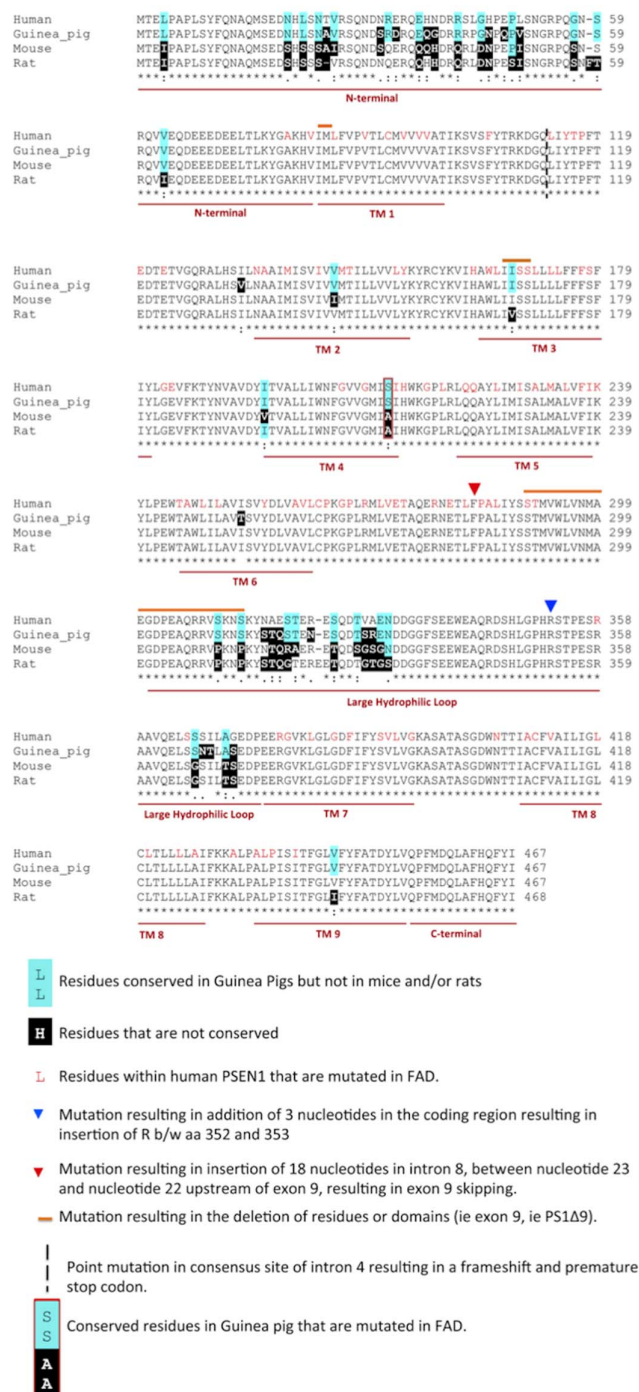 Human MTELPAPLSYFQNAQMSEDNHLSNTVRSQNDNRERQEHNDRRSLGHPEPLSNGRPQGN-S 59
Guinea_pig MTELPAPLSYFQNAQMSEDNHLSNAVRSQNDSRDRQEQGDRRRPGNPQPVSNGRPQGN-S 59
Mouse MTEIPAPLSYFQNAQMSEDSHSSSAIRSQNDSQERQQQHDRQRLDNPEPISNGRPQSN-S 59
Rat MTEIPAPLSYFQNAQMSEDSHSSS-VRSQNDNQERQQHHDRQRLDNPESISNGRPQSNFT 59
N-terminal
Human RQVVEQDEEEDEELTLKYGAKHVIMLFVPVTLCMVVVVATIKSVSFYTRKDGQLIYTPFT 119
Guinea_pig RQVVEQDEEEDEELTLKYGAKHVIMLFVPVTLCMVVVVATIKSVSFYTRKDGQLIYTPFT 119
Mouse RQVVEQDEEEDEELTLKYGAKHVIMLFVPVTLCMVVVVATIKSVSFYTRKDGQLIYTPFT 119
Rat RQVIEQDEEEDEELTLKYGAKHVIMLFVPVTLCMVVVVATIKSVSFYTRKDGQLIYTPFT 119
N-terminal TM 1
Human EDTETVGQRALHSILNAAIMISVIVVMTILLVVLYKYRCYKVIHAWLIISSLLLLFFFSF 179
Guinea_pig EDTETVGQRALHSVLNAAIMISVIVVMTILLVVLYKYRCYKVIHAWLIISSLLLLFFFSF 179
Mouse EDTETVGQRALHSILNAAIMISVIVIMTILLVVLYKYRCYKVIHAWLIISSLLLLFFFSF 179
Rat EDTETVGQRALHSILNAAIMISVIVVMTILLVVLYKYRCYKVIHAWLIVSSLLLLFFFSF 179
TM 2 TM 3
Human IYLGEVFKTYNVAVDYITVALLIWNFGVVGMISIHWKGPLRLQQAYLIMISALMALVFIK 239
Guinea_pig IYLGEVFKTYNVAVDYITVALLIWNFGVVGMISIHWKGPLRLQQAYLIMISALMALVFIK 239
Mouse IYLGEVFKTYNVAVDYVTVALLIWNFGVVGMIAIHWKGPLRLQQAYLIMISALMALVFIK 239
Rat IYLGEVFKTYNVAVDYITVALLIWNFGVVGMIAIHWKGPLRLQQAYLIMISALMALVFIK 239
TM 4 TM 5
Human YLPEWTAWLILAVISVYDLVAVLCPKGPLRMLVETAQERNETLFPALIYSSTMVWLVNMA 299
Guinea_pig YLPEWTAWLILAVTSVYDLVAVLCPKGPLRMLVETAQERNETLFPALIYSSTMVWLVNMA 299
Mouse YLPEWTAWLILAVISVYDLVAVLCPKGPLRMLVETAQERNETLFPALIYSSTMVWLVNMA 299
Rat YLPEWTAWLILAVISVYDLVAVLCPKGPLRMLVETAQERNETLFPALIYSSTMVWLVNMA 299
TM 6
Human EGDPEAQRRVSKNSKYNAESTER-ESQDTVAENDDGGFSEEWEAQRDSHLGPHRSTPESR 358
Guinea_pig EGDPEAQRRVSKNSKYSTQSTEN-ESQDTSRENDDGGFSEEWEAQRDSHLGPHRSTPESR 358
Mouse EGDPEAQRRVPKNPKYNTQRAER-ETQDSGSGNDDGGFSEEWEAQRDSHLGPHRSTPESR 358
Rat EGDPEAQRRVPKNPKYSTQGTEREETQDTGTGSDDGGFSEEWEAQRDSHLGPHRSTPESR 359
Large Hydrophilic Loop
Human AAVQELSSSILAGEDPEERGVKLGLGDFIFYSVLVGKASATASGDWNTTIACFVAILIGL 418
Guinea_pig AAVQELSSNTLASEDPEERGVKLGLGDFIFYSVLVGKASATASGDWNTTIACFVAILIGL 418
Mouse AAVQELSGSILTSEDPEERGVKLGLGDFIFYSVLVGKASATASGDWNTTIACFVAILIGL 418
Rat AAVQELSGSILTSEDPEERGVKLGLGDFIFYSVLVGKASATASGDWNTTIACFVAILIGL 419
Large Hydrophilic Loop TM 7 TM 8
Human CLTLLLLAIFKKALPALPISITFGLVFYFATDYLVQPFMDQLAFHQFYI 467
Guinea_pig CLTLLLLAIFKKALPALPISITFGLVFYFATDYLVQPFMDQLAFHQFYI 467
Mouse CLTLLLLAIFKKALPALPISITFGLVFYFATDYLVQPFMDQLAFHQFYI 467
Rat CLTLLLLAIFKKALPALPISITFGLIFYFATDYLVQPFMDQLAFHQFYI 468
TM 8 TM 9 C-terminal
L
L
Residues conserved in Guinea Pigs but not in mice and/or rats
H Residues that are not conserved
L Residues within human PSEN1 that are mutated in FAD.
Mutation resulting in addition of 3 nucleotides in the coding region resulting in
insertion of R b/w aa 352 and 353
Mutation resulting in insertion of 18 nucleotides in intron 8, between nucleotide 23
and nucleotide 22 upstream of exon 9, resulting in exon 9 skipping.
Mutation resulting in the deletion of residues or domains (ie exon 9, ie PS1Δ9).
Point mutation in consensus site of intron 4 resulting in a frameshift and premature
stop codon.
S
S
A
A
Conserved residues in Guinea pig that are mutated in FAD.